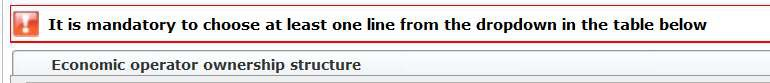 It is mandatory to choose at least one line from the dropdown in the table below
Economic operator ownership structure